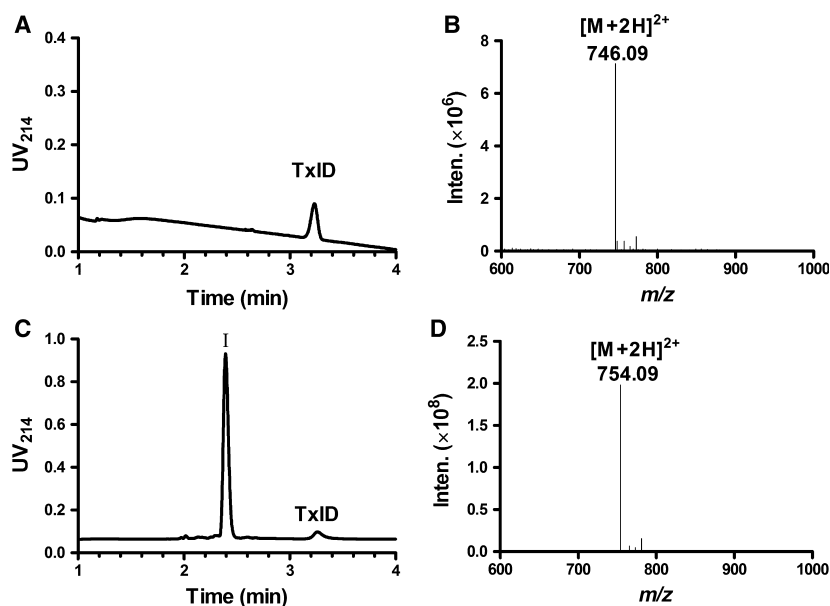 A
UV214
0.4
0.3
0.2
0.1
0.0
TxID
1 2 3 4
Time (min)
B
[M+2H]2+
746.09
Inten. (×10^6)
8
6
4
2
0
600 700 800 900 1000
m/z
C
UV214
1.0
0.8
0.6
0.4
0.2
0.0
I
TxID
1 2 3 4
Time (min)
D
[M+2H]2+
754.09
Inten. (×10^8)
2.5
2.0
1.5
1.0
0.5
0.0
600 700 800 900 1000
m/z